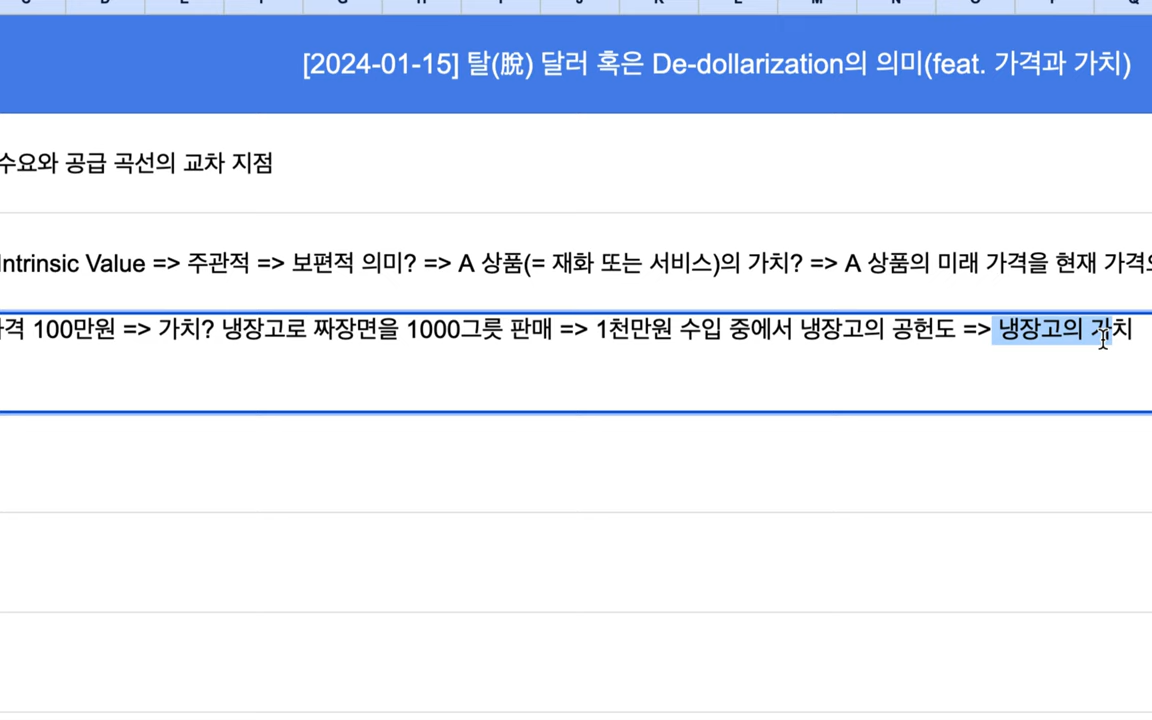 [2024-01-15] 탈(脫) 달러 혹은 De-dollarization의 의미(feat. 가격과 가치)
수요와 공급 곡선의 교차 지점
Intrinsic Value => 주관적 => 보편적 의미? => A 상품(= 재화 또는 서비스)의 가치? => A 상품의 미래 가격을 현재
100만원 => 가치? 냉장고로 짜장면을 1000그릇 판매 => 1천만원 수입 중에서 냉장고의 공헌도 => 냉장고의 가치